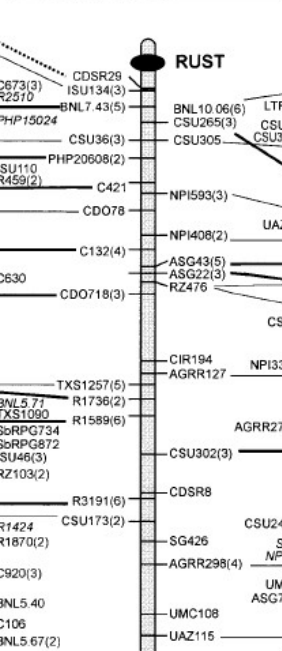 RUST
CDSR29
C673(3) ISU134(3)
R2510
BNL7.43(5) BNL10.06(6)
PHP15024 CSU265(3)
CSU36(3) CSU305
PHP20608(2)
R459(2)
C421
NPI593(3)
CDO78
NPI408(2)
C132(4)
ASG43(5)
ASG22(3)
C630 RZ476
CDO718(3)
CIR194
AGRR127
TXS1257(5)
BNL5.71 R1736(2)
TXS1090
R1589(6)
SbRPG734
SbRPG872
CSU302(3)
RZ103(2)
CDSR8
R3191(6)
CSU173(2)
R1424
R1870(2) SG426
AGRR298(4)
C920(3)
BNL5.40
UMC108
C106
UAZ115
BNL5.67(2)